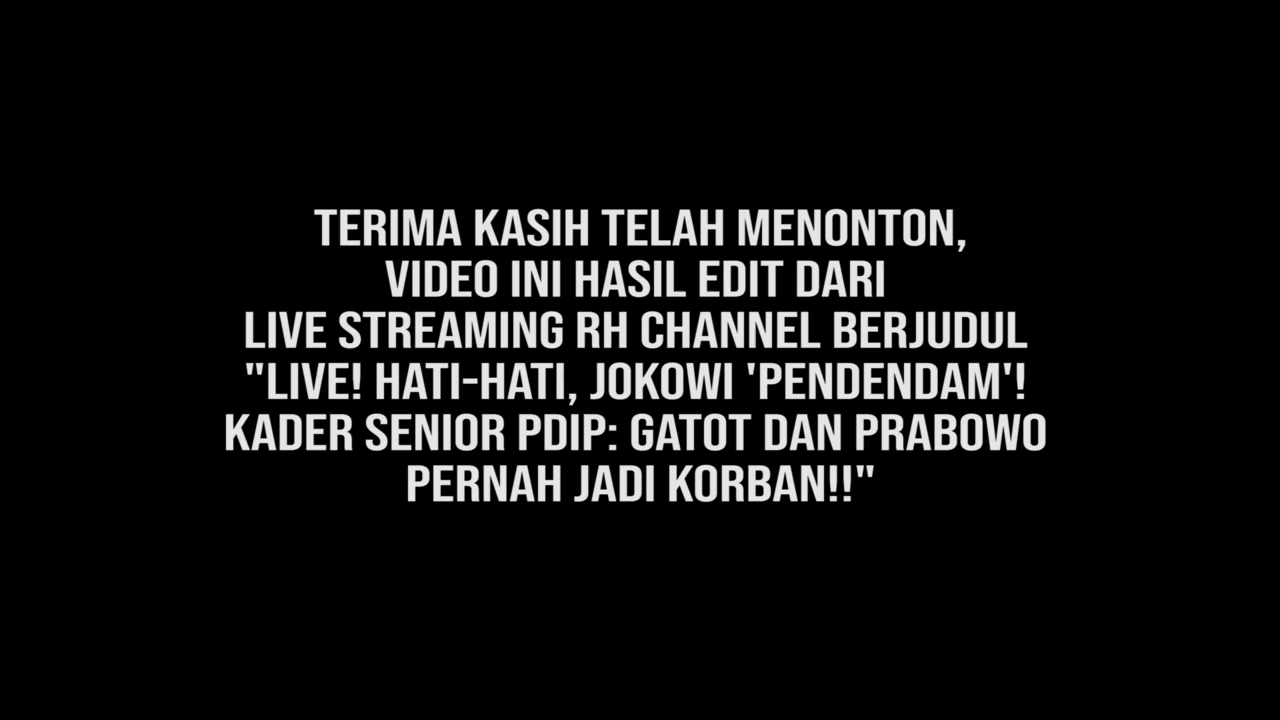 TERIMA KASIH TELAH MENONTON,
VIDEO INI HASIL EDIT DARI
LIVE STREAMING RH CHANNEL BERJUDUL
"LIVE! HATI-HATI, JOKOWI 'PENDENDAM'!
KADER SENIOR PDIP: GATOT DAN PRABOWO
PERNAH JADI KORBAN!!"